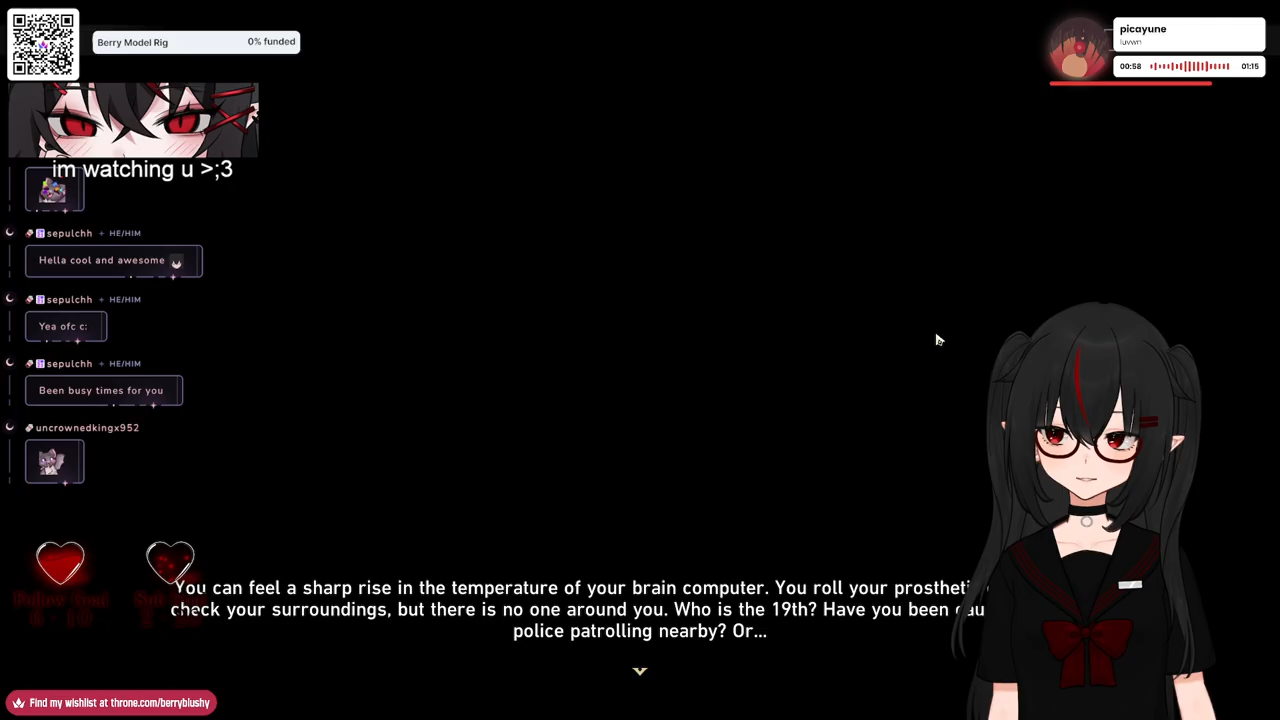 Berry Model Rig 0% funded
picayune
luvwn
00:58 01:15
im watching u >;3
sepulchh + HE/HIM
Hella cool and awesome
sepulchh + HE/HIM
Yea ofc c:
sepulchh + HE/HIM
Been busy times for you
uncrownedkingx952
You can feel a sharp rise in the temperature of your brain computer. You roll your prostheti
check your surroundings, but there is no one around you. Who is the 19th? Have you been
police patrolling nearby? Or...
Find my wishlist at throne.com/berryblushy